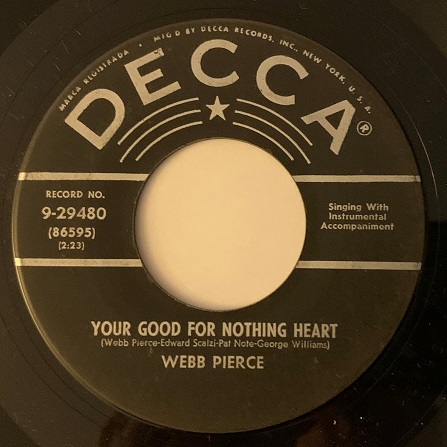 MARCA REGISTRADA • MFG'D BY DECCA RECORDS, INC., NEW YORK, U.S.A.
DECCA®
RECORD NO.
9-29480
(86595)
(2:23)
Singing With
Instrumental
Accompaniment
YOUR GOOD FOR NOTHING HEART
(Webb Pierce-Edward Scalzi-Pat Note-George Williams)
WEBB PIERCE